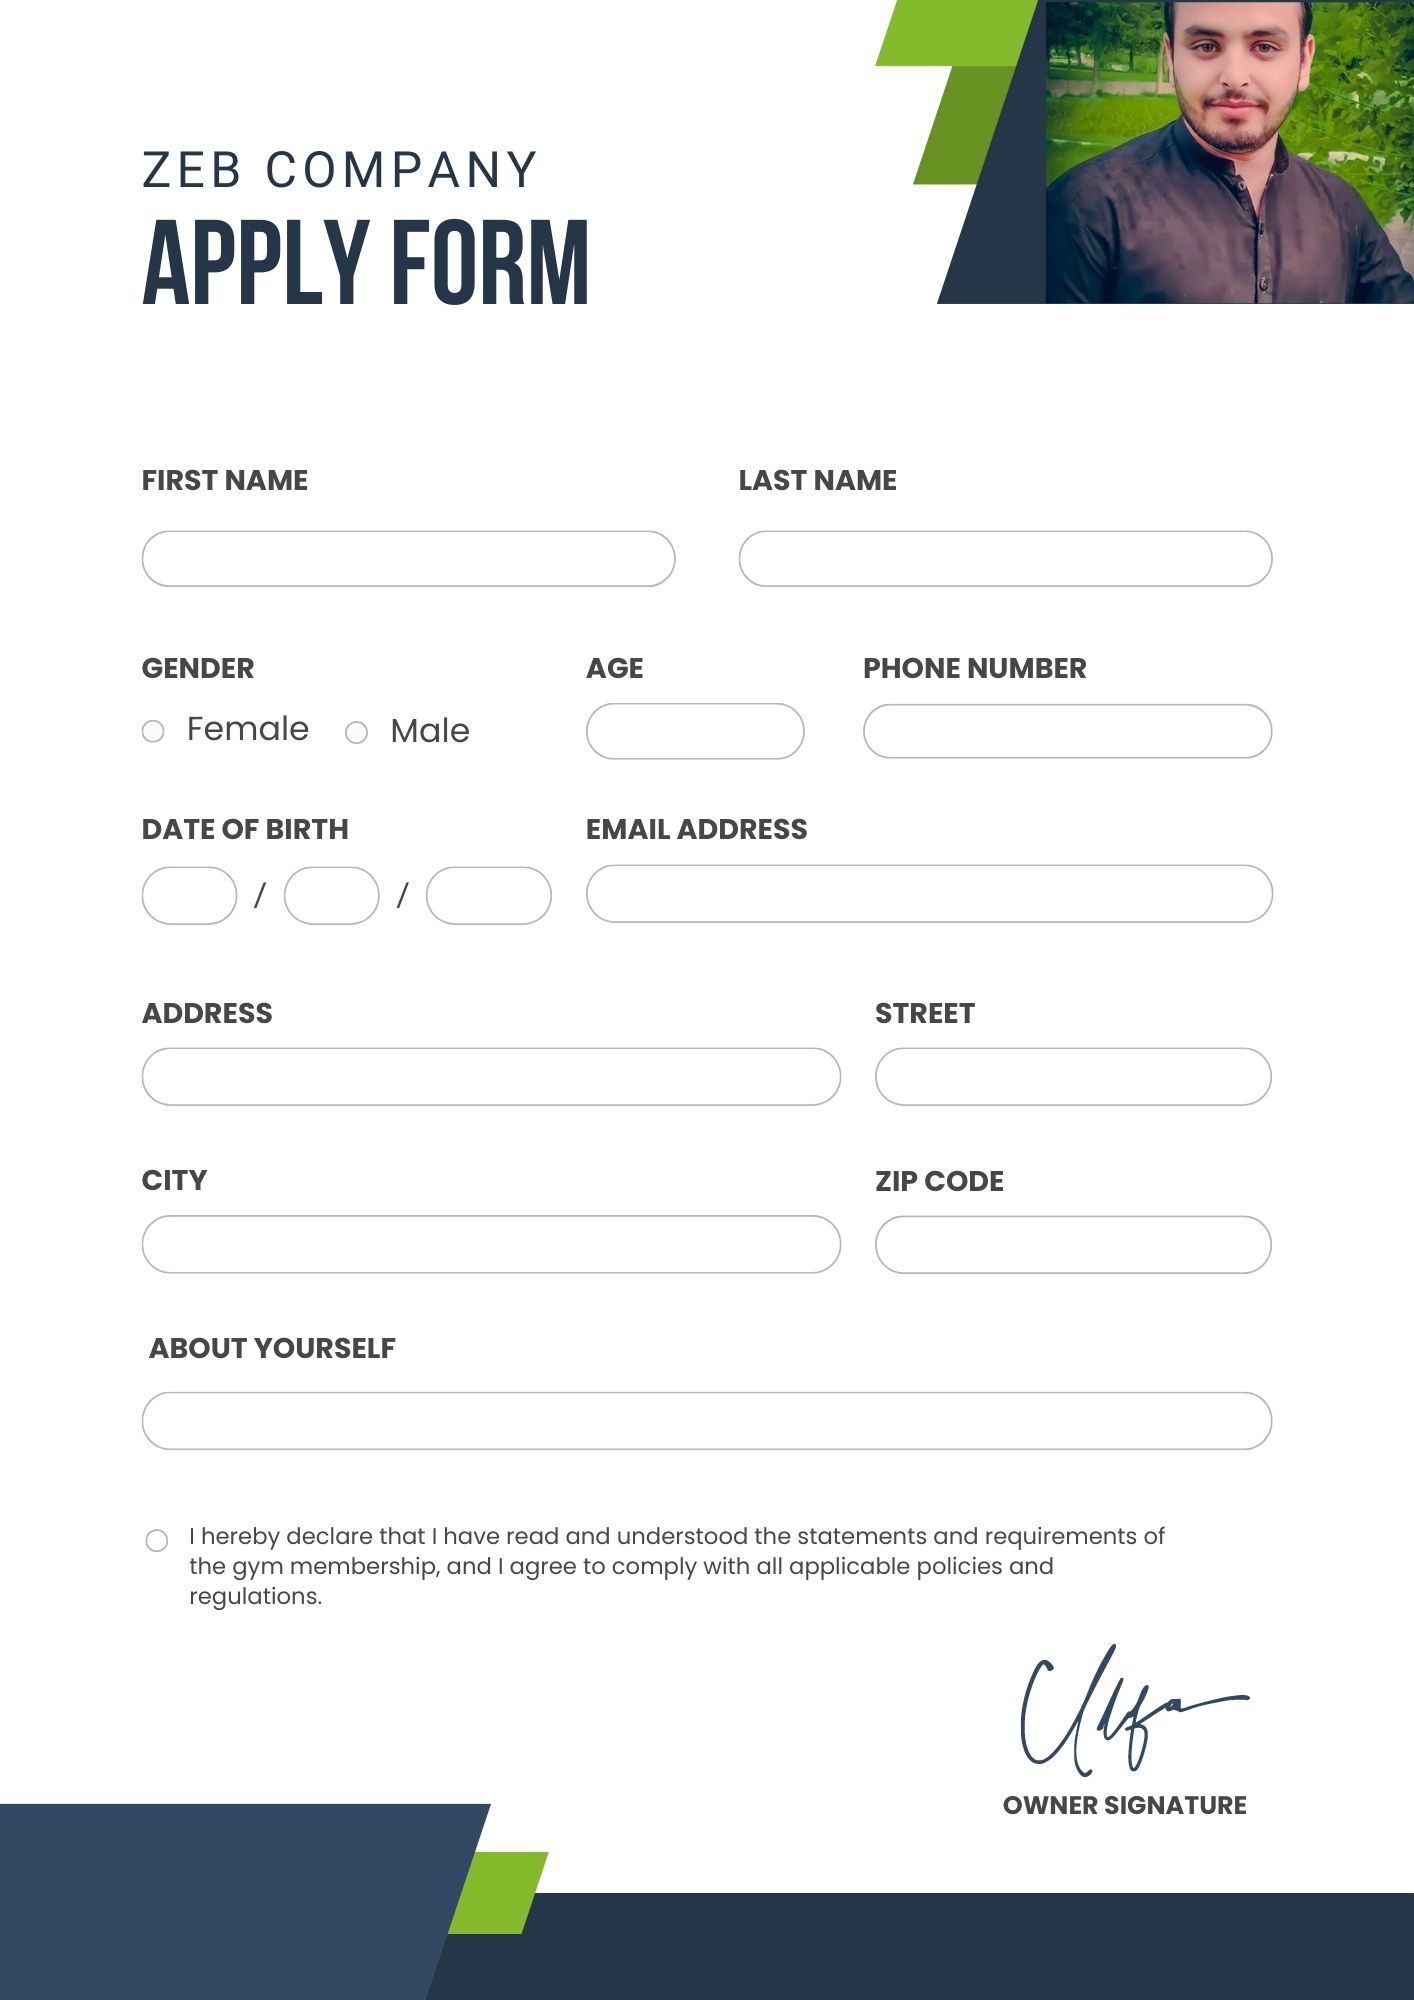 ZEB COMPANY
APPLY FORM
FIRST NAME
LAST NAME
GENDER
AGE
PHONE NUMBER
Female
Male
DATE OF BIRTH
EMAIL ADDRESS
/ /
ADDRESS
STREET
CITY
ZIP CODE
ABOUT YOURSELF
I hereby declare that I have read and understood the statements and requirements of
the gym membership, and I agree to comply with all applicable policies and
regulations.
OWNER SIGNATURE